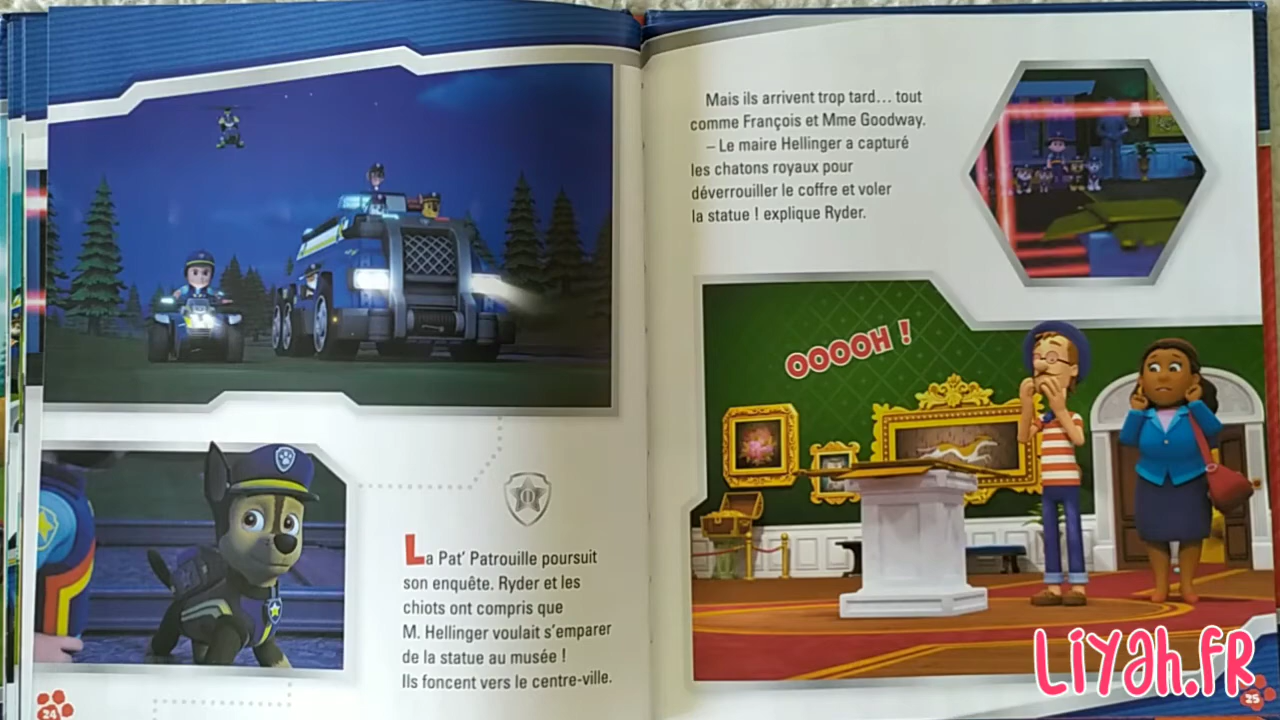 La Pat' Patrouille poursuit
son enquête. Ryder et les
chiots ont compris que
M. Hellinger voulait s'emparer
de la statue au musée !
Ils foncent vers le centre-ville.
24
Mais ils arrivent trop tard… tout
comme François et Mme Goodway.
– Le maire Hellinger a capturé
les chatons royaux pour
déverrouiller le coffre et voler
la statue ! explique Ryder.
OOOOH !
LiYah.FR
25